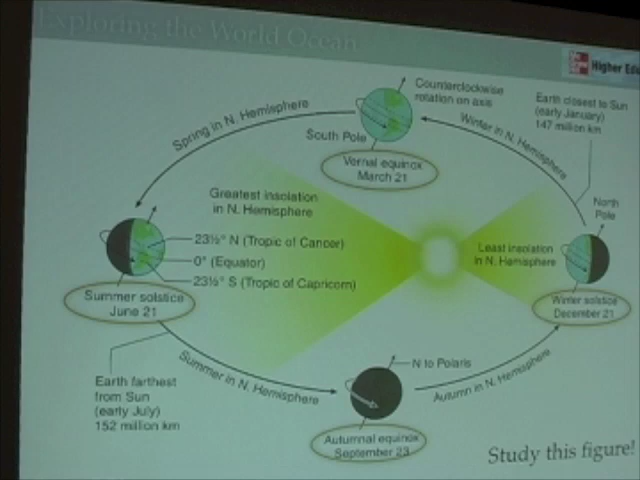 Exploring the World Ocean
Higher Edu
Counterclockwise
rotation on axis
Earth closest to Sun
(early January)
147 million km
Spring in N. Hemisphere
South Pole
Winter in N. Hemisphere
Vernal equinox
March 21
Greatest insolation
in N. Hemisphere
North
Pole
23½° N (Tropic of Cancer)
0° (Equator)
23½° S (Tropic of Capricorn)
Least insolation
in N. Hemisphere
Summer solstice
June 21
Winter solstice
December 21
Summer in N. Hemisphere
N to Polaris
Autumn in N. Hemisphere
Earth farthest
from Sun
(early July)
152 million km
Autumnal equinox
September 23
Study this figure!